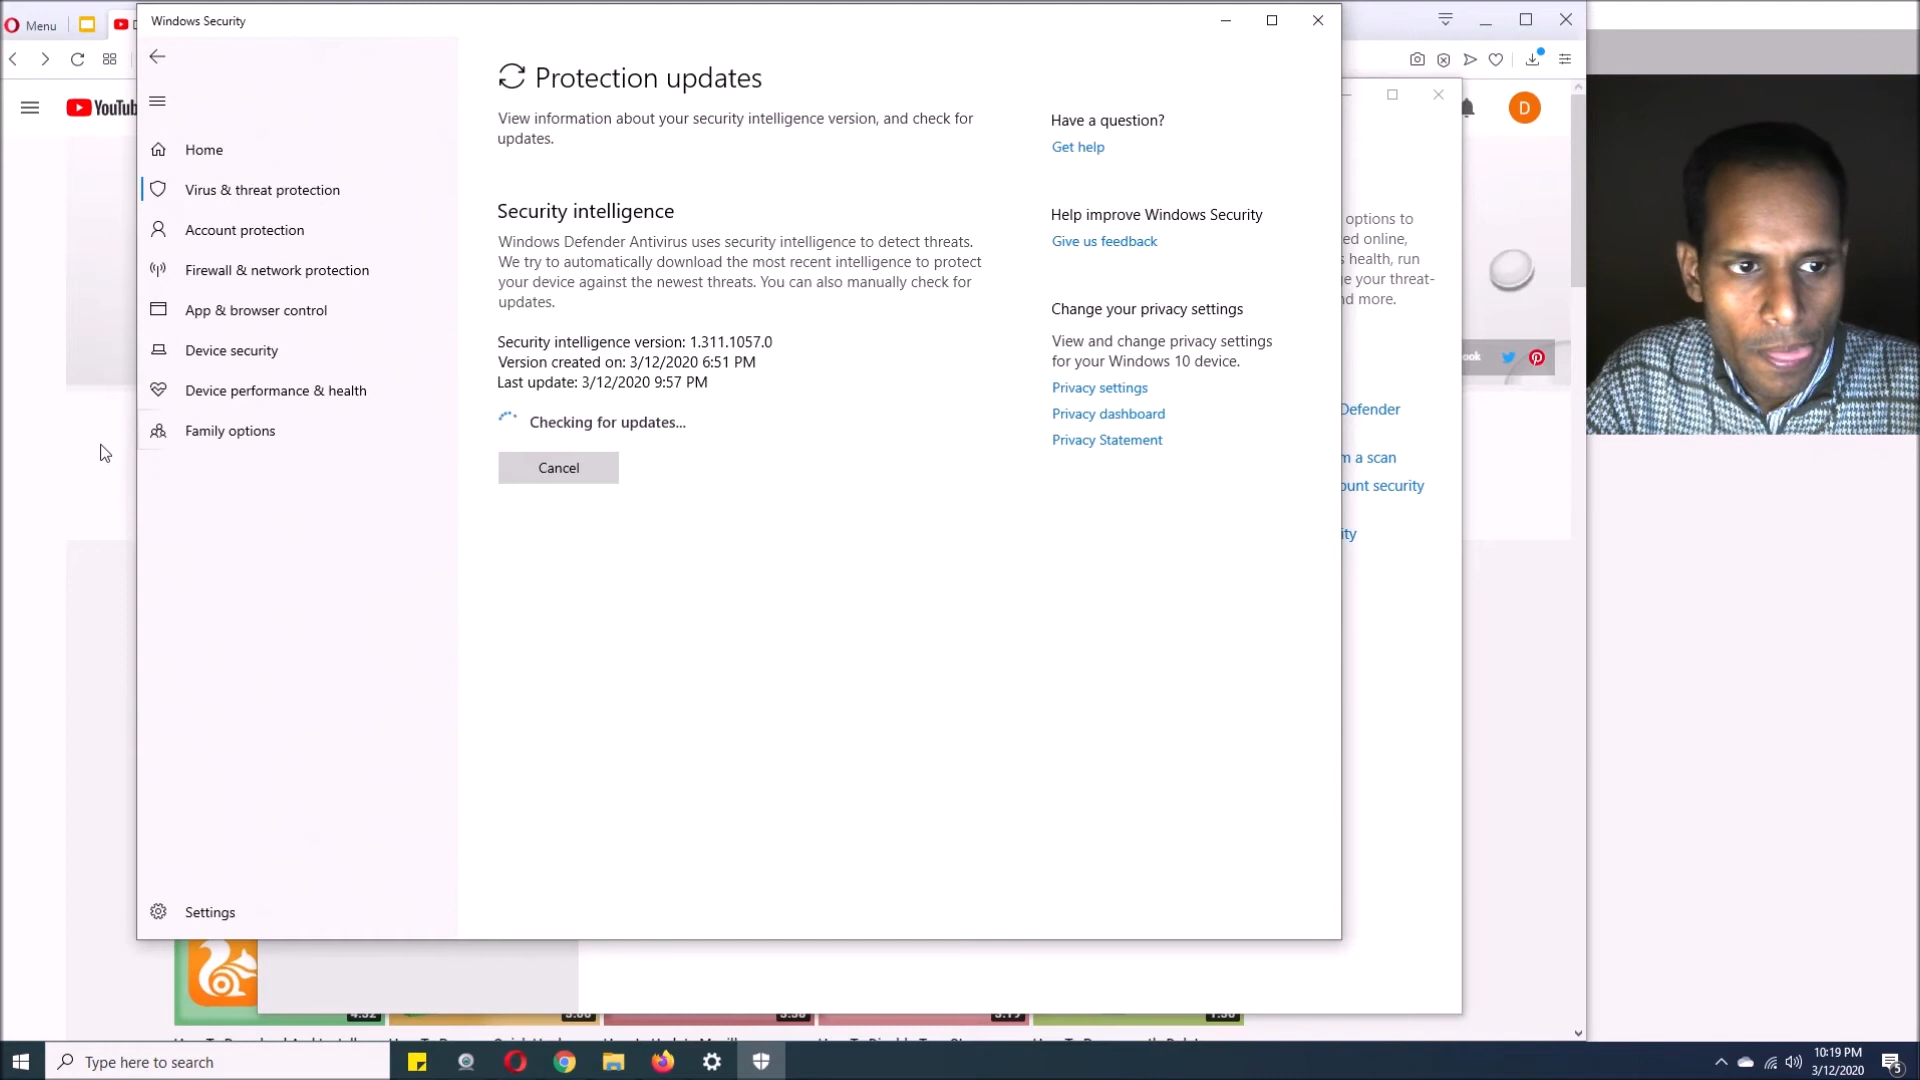 Menu
Windows Security
YouTub
Protection updates
View information about your security intelligence version, and check for
updates.
Have a question?
Get help
Home
Virus & threat protection
Account protection
Firewall & network protection
App & browser control
Device security
Device performance & health
Family options
Settings
Security intelligence
Windows Defender Antivirus uses security intelligence to detect threats.
We try to automatically download the most recent intelligence to protect
your device against the newest threats. You can also manually check for
updates.
Security intelligence version: 1.311.1057.0
Version created on: 3/12/2020 6:51 PM
Last update: 3/12/2020 9:57 PM
Checking for updates...
Cancel
Help improve Windows Security
Give us feedback
Change your privacy settings
View and change privacy settings
for your Windows 10 device.
Privacy settings
Privacy dashboard
Privacy Statement
D
options to
ed online,
s health, run
ge your threat-
nd more.
ook
Defender
m a scan
ount security
ity
Type here to search
10:19 PM
3/12/2020
5